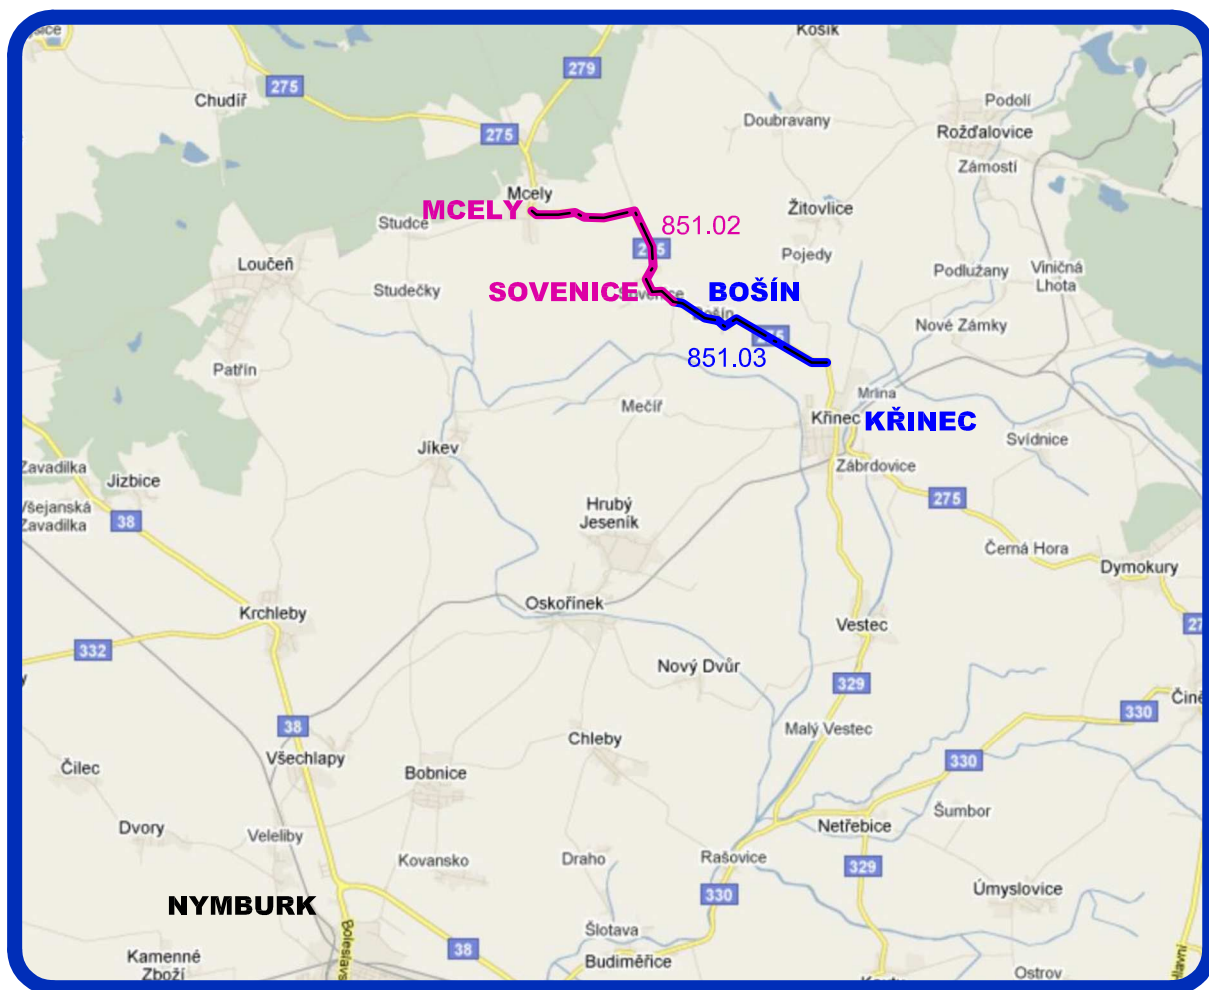 Košík
279
275
Chudíř
Podolí
Doubravany
Rožďalovice
275
Zámostí
Mcely
MCELY
Žitovlice
Studce
851.02
Pojedy
Loučeň
Podlužany
Viničná
Lhota
Studečky
SOVENICE
BOŠÍN
Bošín
Nové Zámky
851.03
Patřín
Mrlina
Mečíř
Křinec
KŘINEC
Svídnice
Jíkev
Zábrdovice
Zavadilka
Jizbice
275
Hrubý
Jeseník
Všejanská
Zavadilka
38
Černá Hora
Dymokury
Oskořínek
Krchleby
Vestec
27
332
Nový Dvůr
329
Čině
330
38
Malý Vestec
Chleby
Všechlapy
330
Čilec
Bobnice
Šumbor
Dvory
Netřebice
Veleliby
Kovansko
Draho
Rašovice
329
Úmyslovice
330
NYMBURK
Šlotava
Boleslavs
38
Kamenné
Zboží
Budiměřice
Ostrov